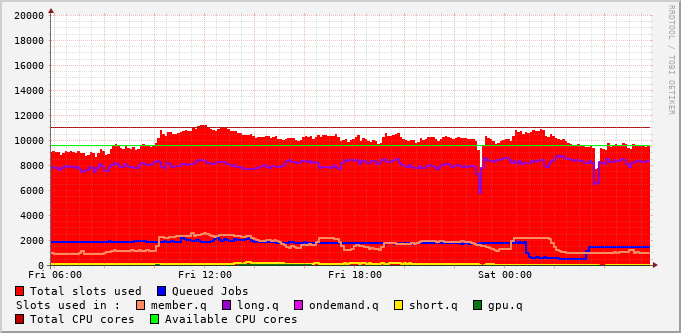 20000
18000
16000
14000
12000
10000
8000
6000
4000
2000
0
Fri 06:00 Fri 12:00 Fri 18:00 Sat 00:00
Total slots used Queued Jobs
Slots used in : member.q long.q ondemand.q short.q gpu.q
Total CPU cores Available CPU cores
RRDTOOL / TOBI OETIKER